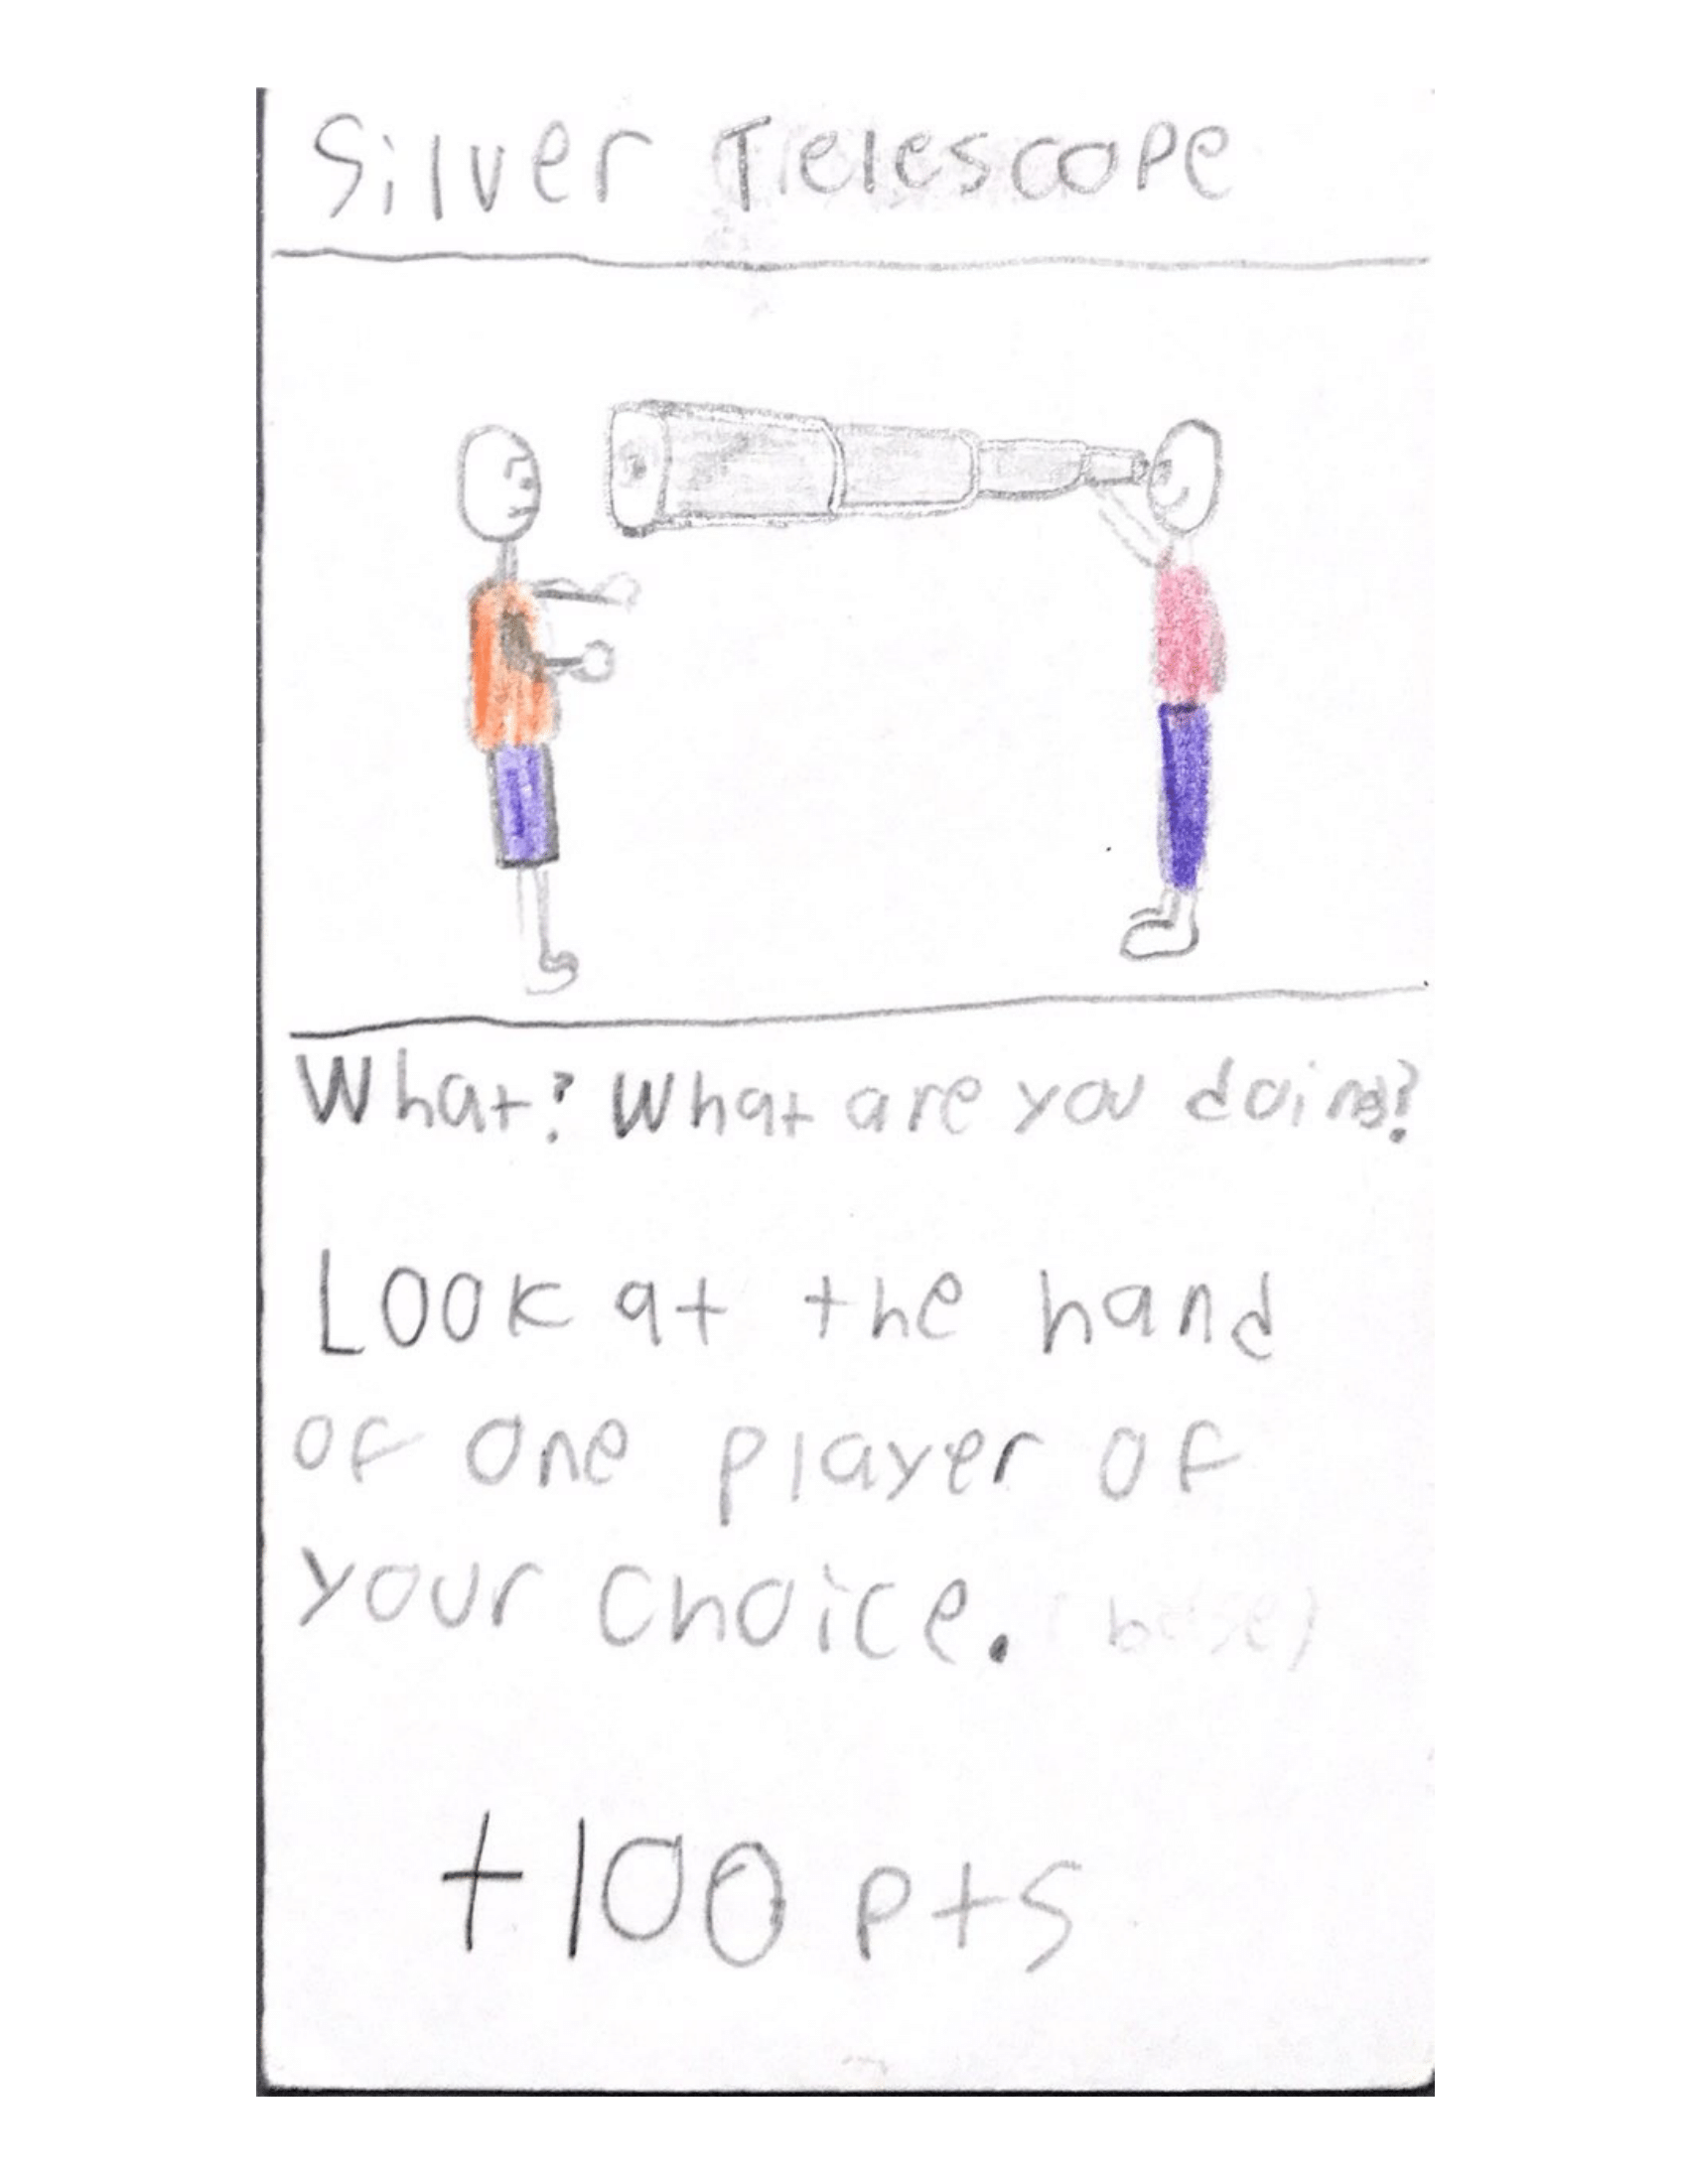 Silver Telescope
What? What are you doing?
Look at the hand
of one player of
your choice. (base)
+100 pts